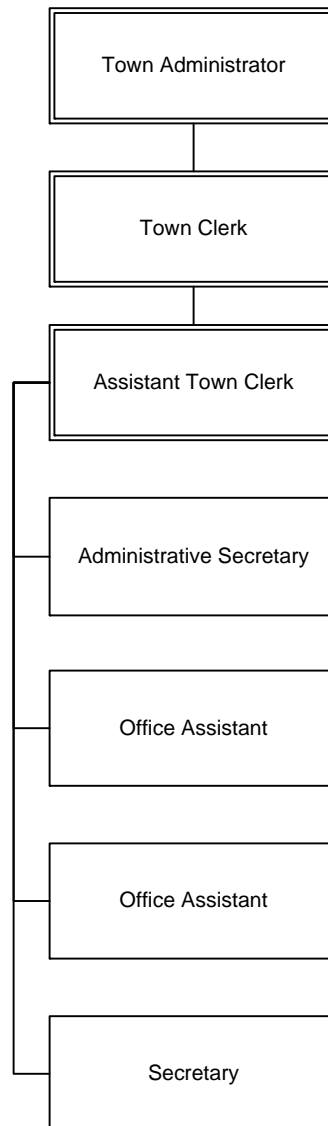 Town Administrator
Town Clerk
Assistant Town Clerk
Administrative Secretary
Office Assistant
Office Assistant
Secretary